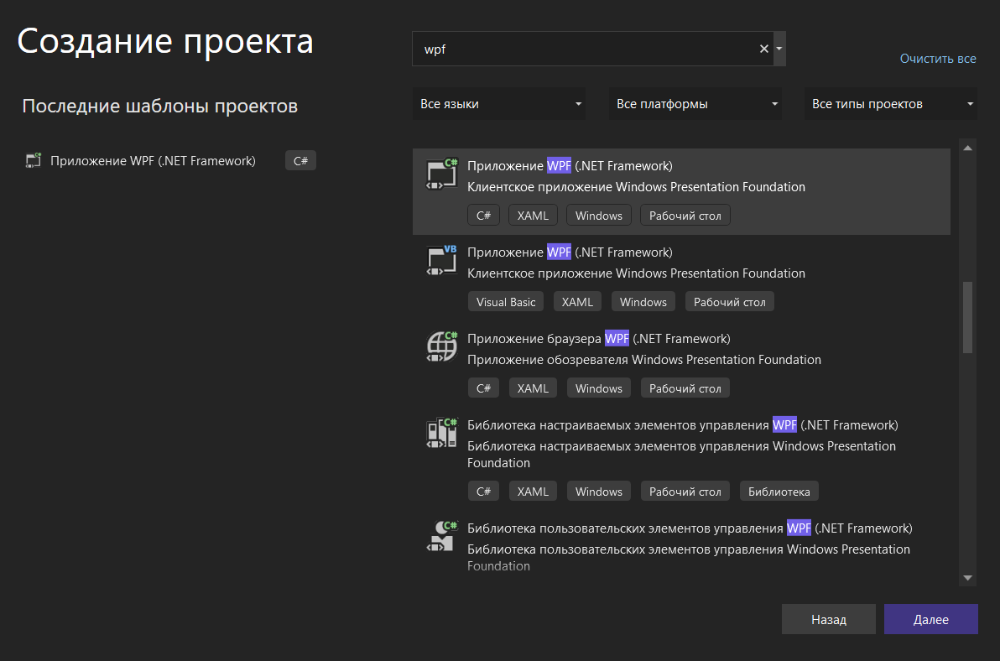 Создание проекта
wpf
Очистить все
Последние шаблоны проектов
Все языки
Все платформы
Все типы проектов
Приложение WPF (.NET Framework)
C#
C#
Приложение WPF (.NET Framework)
Клиентское приложение Windows Presentation Foundation
C# XAML Windows Рабочий стол
VB
Приложение WPF (.NET Framework)
Клиентское приложение Windows Presentation Foundation
Visual Basic XAML Windows Рабочий стол
C#
Приложение браузера WPF (.NET Framework)
Приложение обозревателя Windows Presentation Foundation
C# XAML Windows Рабочий стол
C#
Библиотека настраиваемых элементов управления WPF (.NET Framework)
Библиотека настраиваемых элементов управления Windows Presentation
Foundation
C# XAML Windows Рабочий стол Библиотека
C#
Библиотека пользовательских элементов управления WPF (.NET Framework)
Библиотека пользовательских элементов управления Windows Presentation
Foundation
Назад
Далее